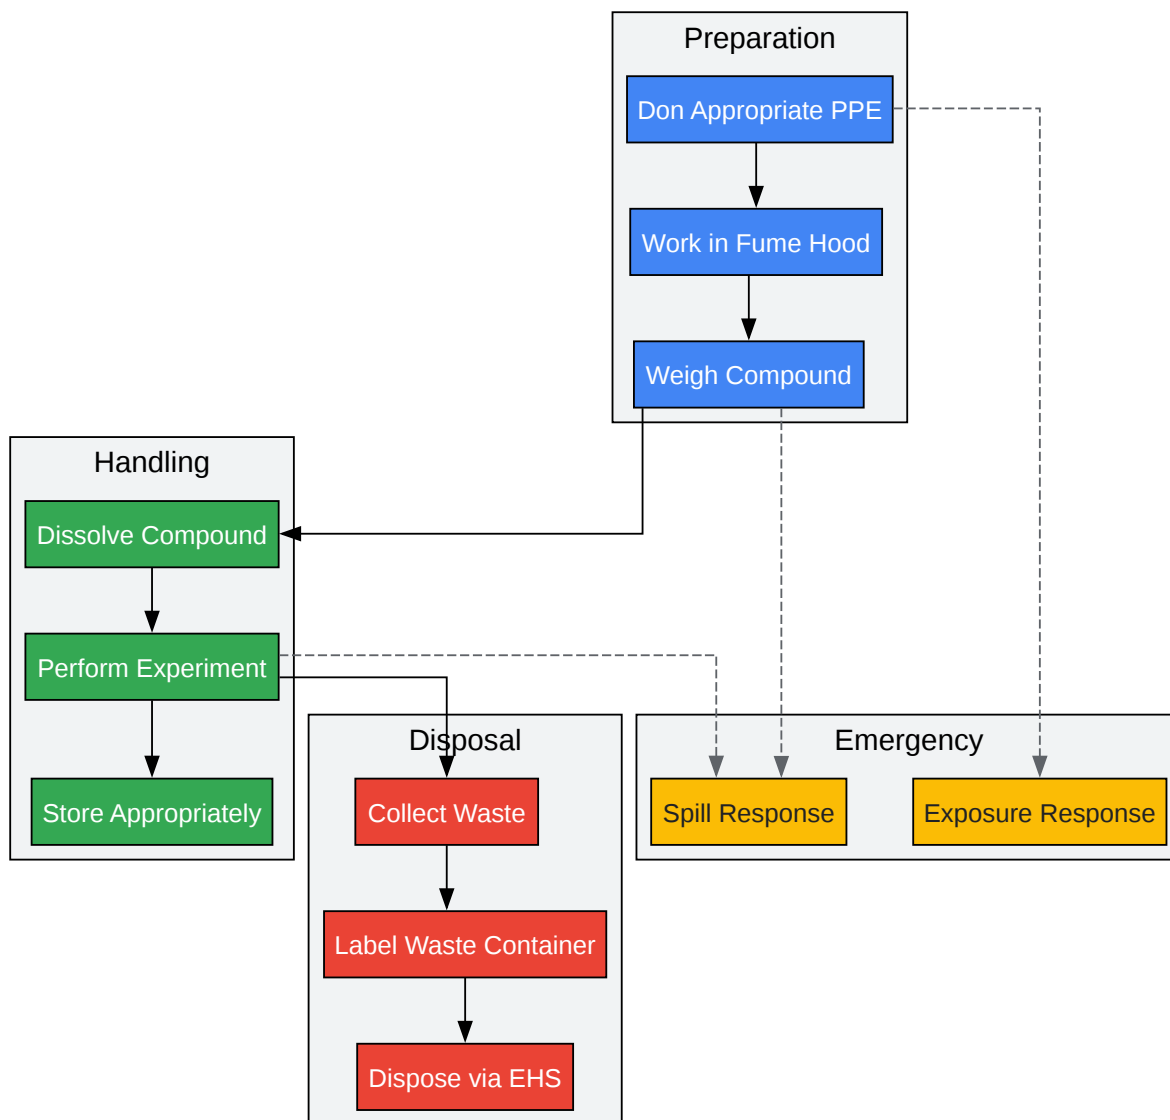 Preparation
Don Appropriate PPE
Work in Fume Hood
Weigh Compound
Handling
Dissolve Compound
Perform Experiment
Store Appropriately
Disposal
Collect Waste
Label Waste Container
Dispose via EHS
Emergency
Spill Response
Exposure Response